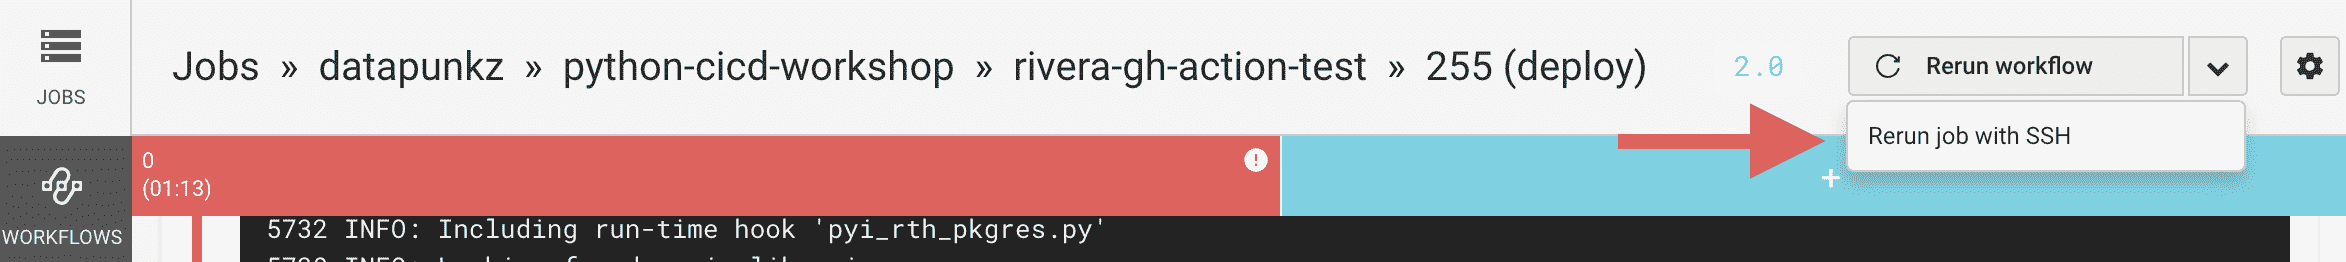 JOBS
Jobs » datapunkz » python-cicd-workshop » rivera-gh-action-test » 255 (deploy)
2.0
Rerun workflow
Rerun job with SSH
0
(01:13)
!
+
WORKFLOWS
5732 INFO: Including run-time hook 'pyi_rth_pkgres.py'